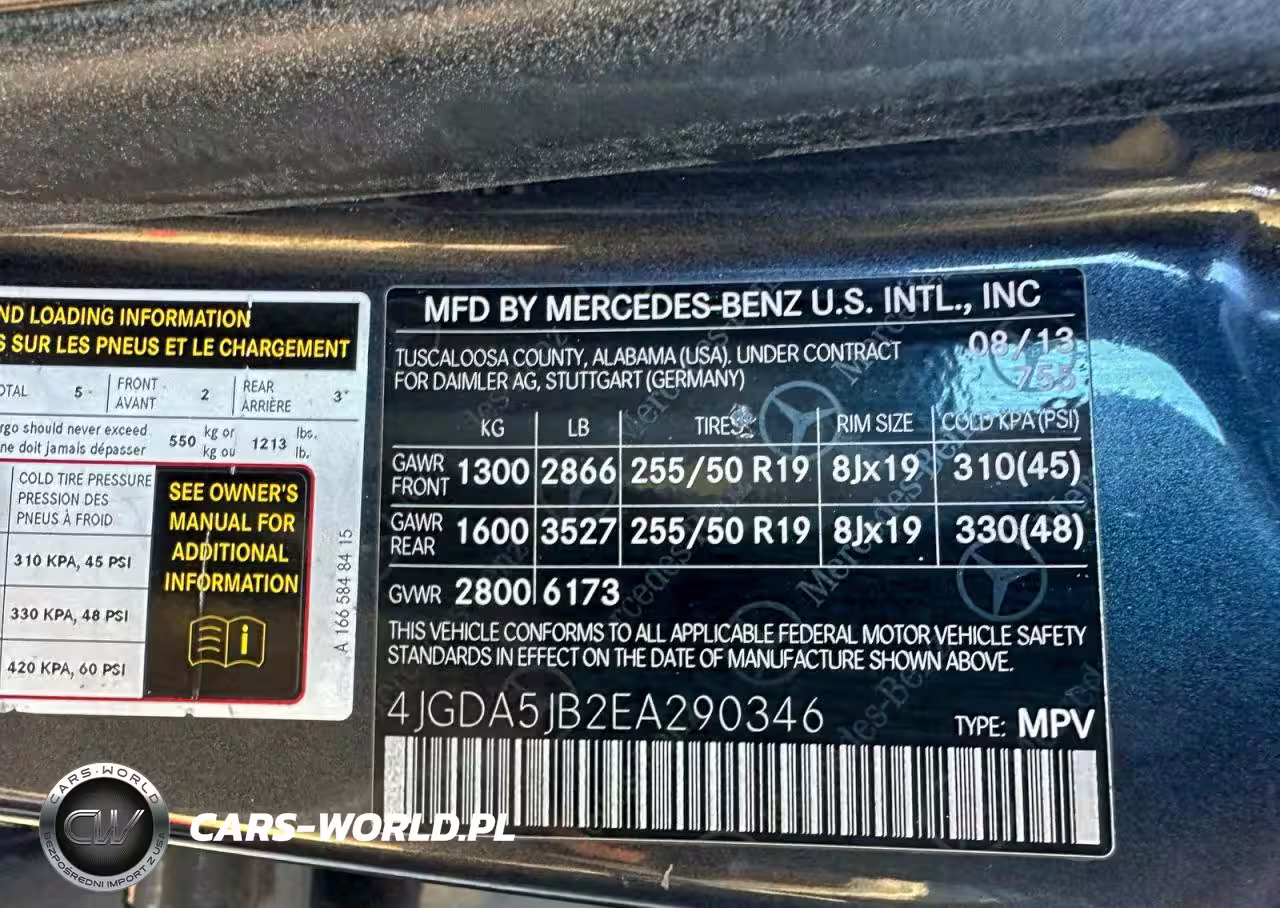 ND LOADING INFORMATION
S SUR LES PNEUS ET LE CHARGEMENT
OTAL 5 FRONT AVANT 2 REAR ARRIÈRE 3
rgo should never exceed 550 kg or 1213 lbs.
ne doit jamais dépasser kg ou lb.
COLD TIRE PRESSURE
PRESSION DES
PNEUS À FROID
310 KPA, 45 PSI
330 KPA, 48 PSI
420 KPA, 60 PSI
SEE OWNER'S
MANUAL FOR
ADDITIONAL
INFORMATION
A 166 584 84 15
MFD BY MERCEDES-BENZ U.S. INTL., INC
TUSCALOOSA COUNTY, ALABAMA (USA). UNDER CONTRACT 08/13
FOR DAIMLER AG, STUTTGART (GERMANY) 755
KG LB TIRES RIM SIZE COLD KPA (PSI)
GAWR FRONT 1300 2866 255/50 R19 8Jx19 310(45)
GAWR REAR 1600 3527 255/50 R19 8Jx19 330(48)
GVWR 2800 6173
THIS VEHICLE CONFORMS TO ALL APPLICABLE FEDERAL MOTOR VEHICLE SAFETY
STANDARDS IN EFFECT ON THE DATE OF MANUFACTURE SHOWN ABOVE.
4JGDA5JB2EA290346 TYPE: MPV
CARS-WORLD
CW
BEZPOŚREDNI IMPORT Z USA
CARS-WORLD.PL